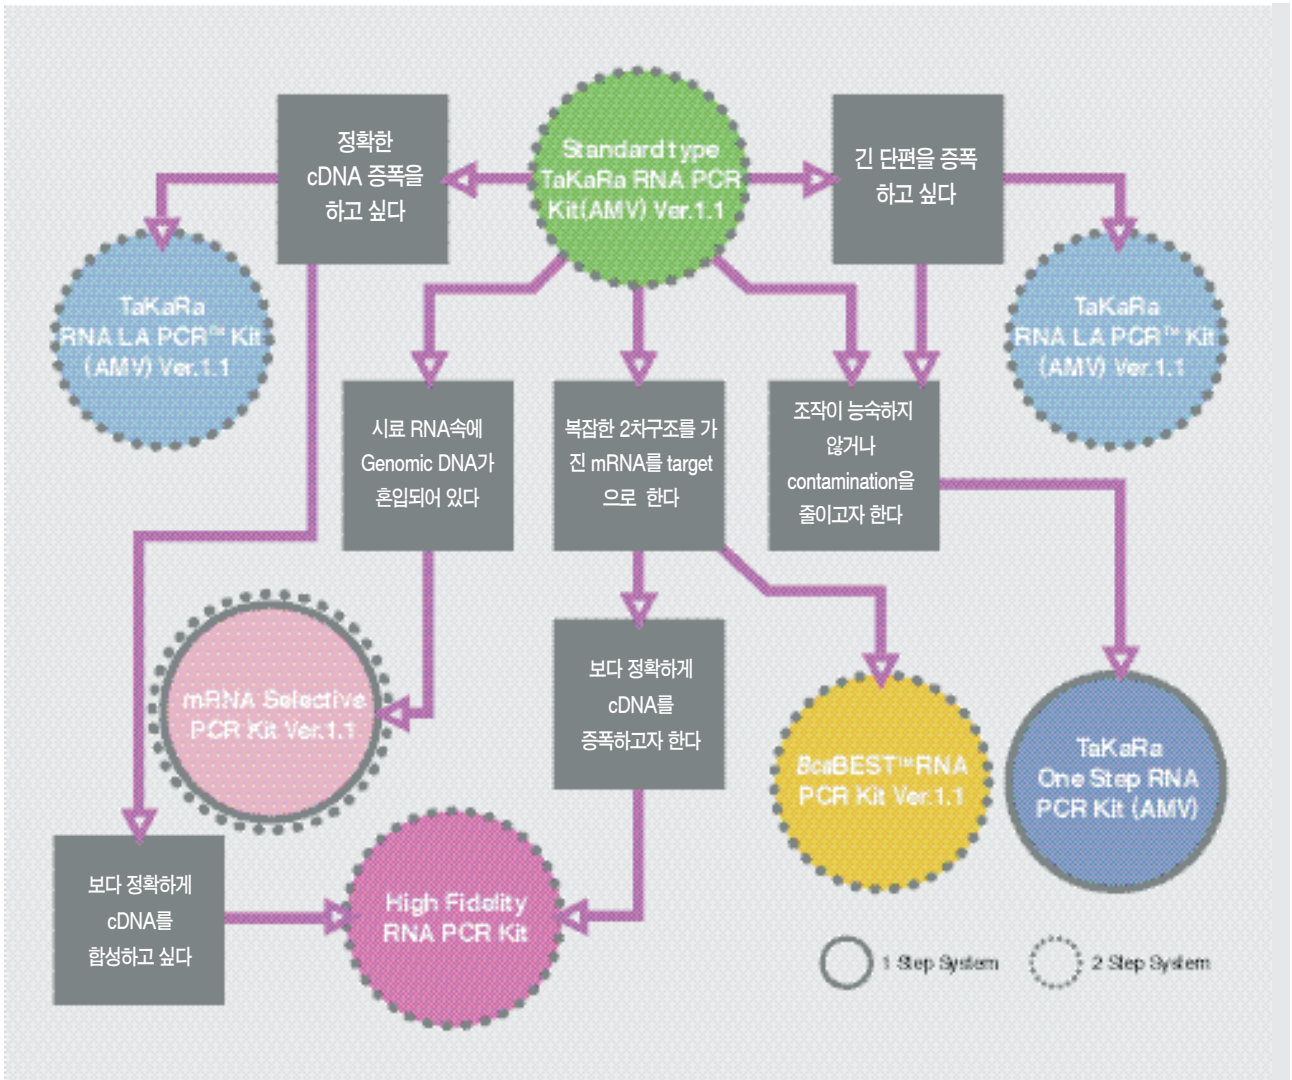 정확한
cDNA 증폭을
하고 싶다
Standard type
TaKaRa RNA PCR
Kit(AMV) Ver.1.1
긴 단편을 증폭
하고 싶다
TaKaRa
RNA LA PCR™ Kit
(AMV) Ver.1.1
TaKaRa
RNA LA PCR™ Kit
(AMV) Ver.1.1
시료 RNA속에
Genomic DNA가
혼입되어 있다
복잡한 2차구조를 가
진 mRNA를 target
으로 한다
조작이 능숙하지
않거나
contamination을
줄이고자 한다
mRNA Selective
PCR Kit Ver.1.1
보다 정확하게
cDNA를
증폭하고자 한다
BcaBEST™RNA
PCR Kit Ver.1.1
TaKaRa
One Step RNA
PCR Kit (AMV)
보다 정확하게
cDNA를
합성하고 싶다
High Fidelity
RNA PCR Kit
1 Step System
2 Step System